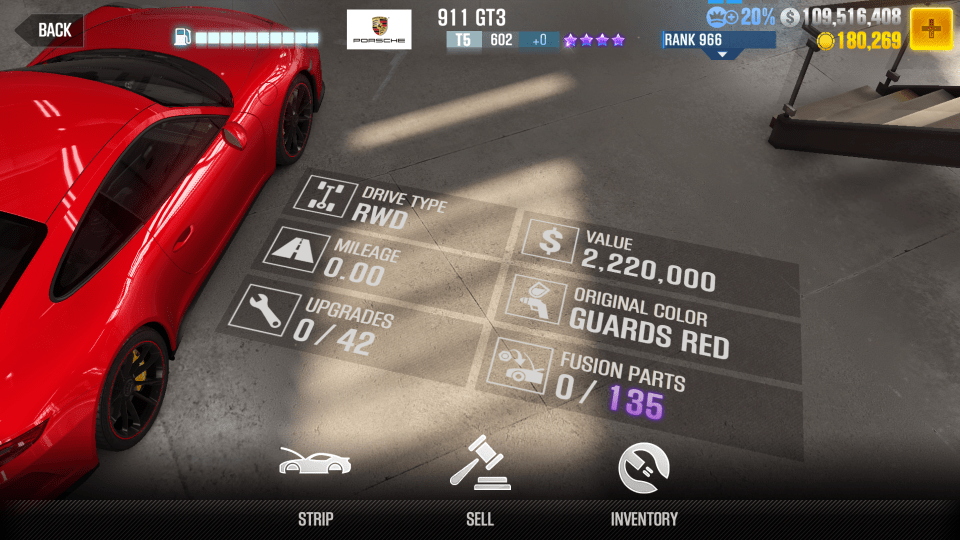 BACK
PORSCHE
911 GT3
T5 602 +0
20%
109,516,408
RANK 966
180,269
DRIVE TYPE
RWD
MILEAGE
0.00
UPGRADES
0/42
VALUE
2,220,000
ORIGINAL COLOR
GUARDS RED
FUSION PARTS
0/135
STRIP
SELL
INVENTORY